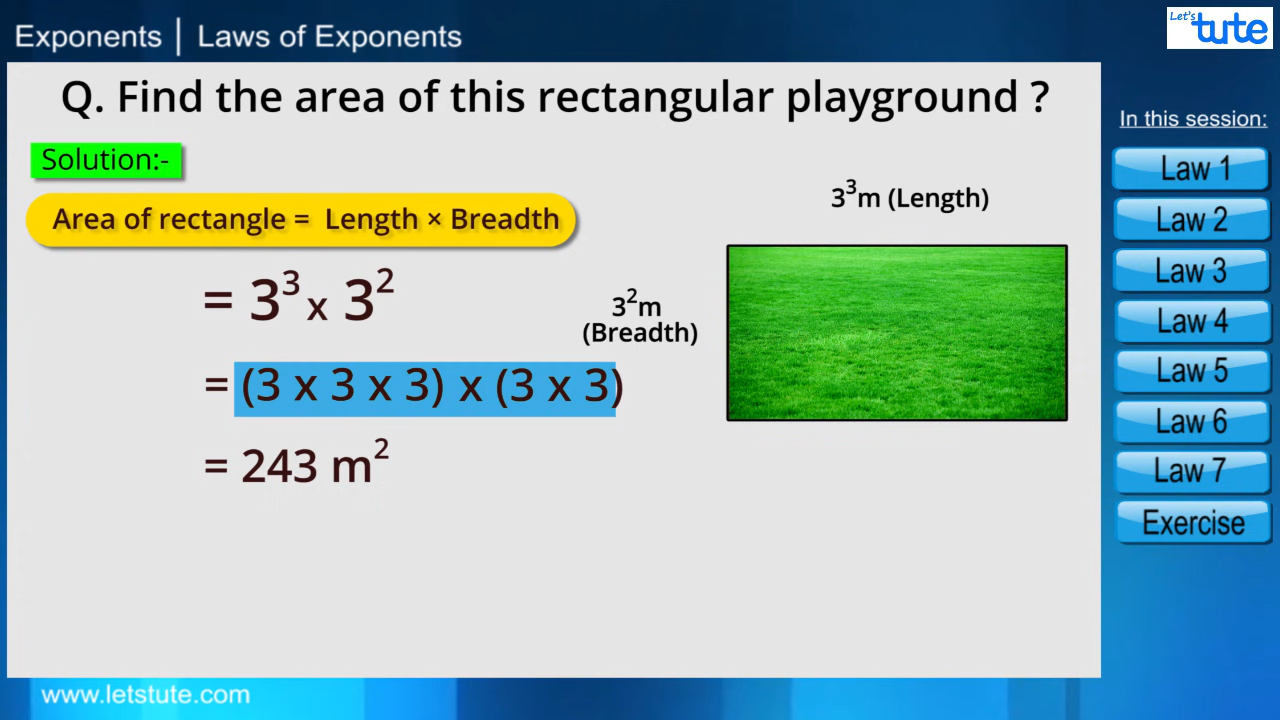 Exponents | Laws of Exponents
Let's tute
Q. Find the area of this rectangular playground ?
In this session:
Solution:-
Law 1
Law 2
Law 3
Law 4
Law 5
Law 6
Law 7
Exercise
Area of rectangle = Length × Breadth
3³m (Length)
3²m
(Breadth)
= 3³ x 3²
= (3 x 3 x 3) x (3 x 3)
= 243 m²
www.letstute.com